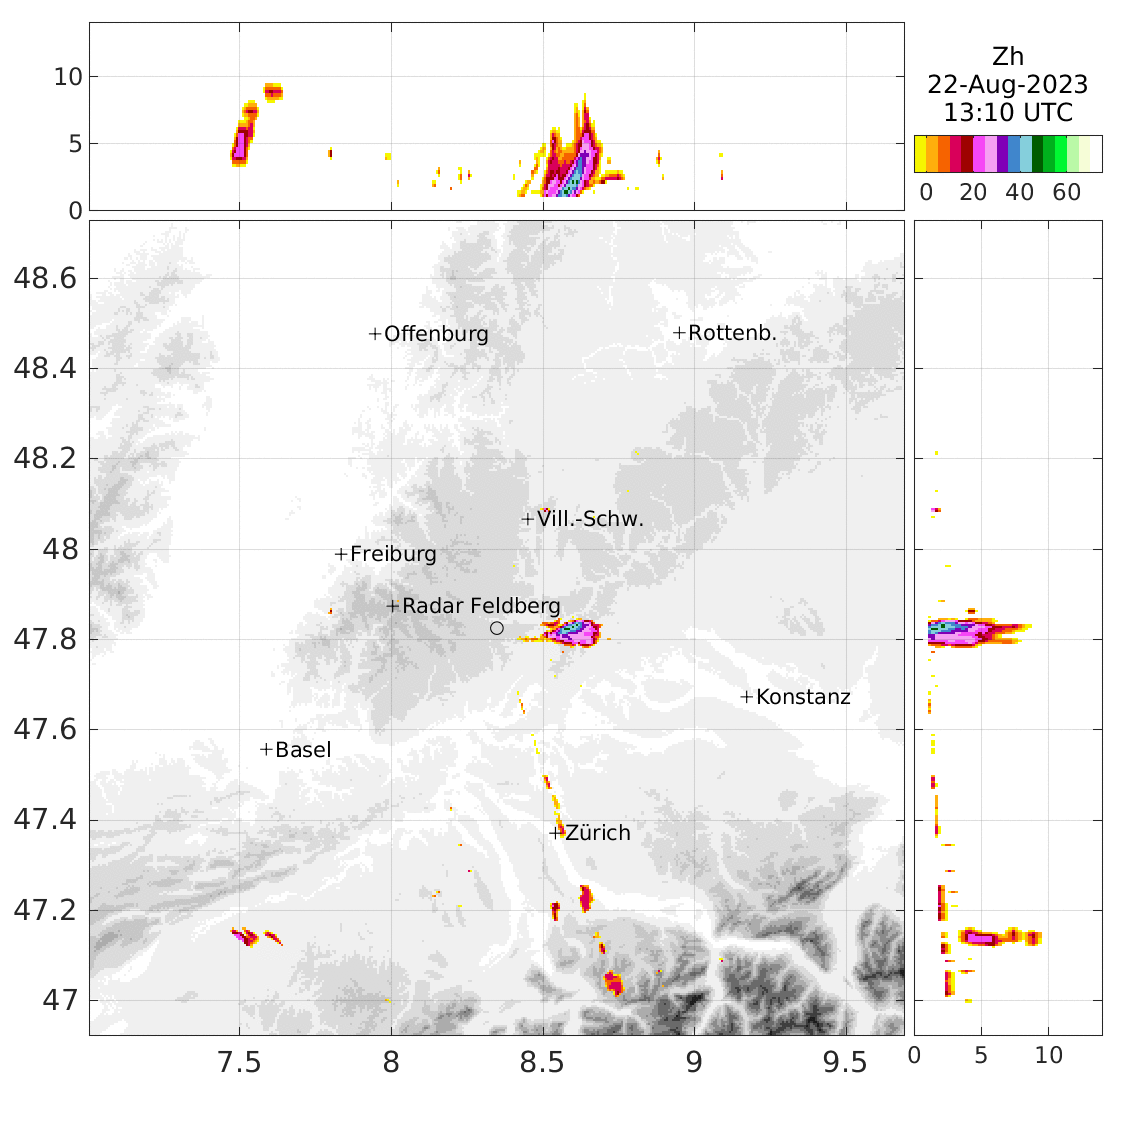 10
5
0
Zh
22-Aug-2023
13:10 UTC
0 20 40 60
48.6
48.4
48.2
48
47.8
47.6
47.4
47.2
47
Offenburg
Rottenb.
Vill.-Schw.
Freiburg
Radar Feldberg
Konstanz
Basel
Zürich
7.5 8 8.5 9 9.5
0 5 10